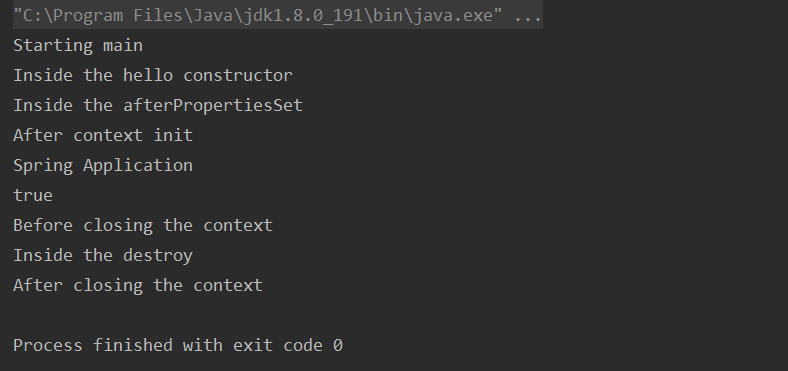 "C:\Program Files\Java\jdk1.8.0_191\bin\java.exe" ...
Starting main
Inside the hello constructor
Inside the afterPropertiesSet
After context init
Spring Application
true
Before closing the context
Inside the destroy
After closing the context
Process finished with exit code 0